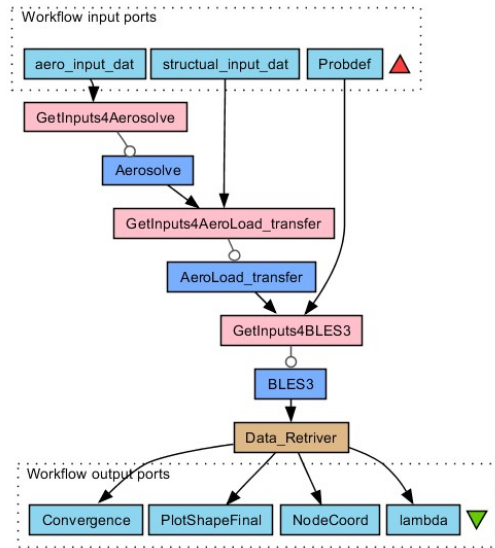 Workflow input ports
aero_input_dat structual_input_dat Probdef
GetInputs4Aerosolve
Aerosolve
GetInputs4AeroLoad_transfer
AeroLoad_transfer
GetInputs4BLES3
BLES3
Data_Retriver
Workflow output ports
Convergence PlotShapeFinal NodeCoord lambda